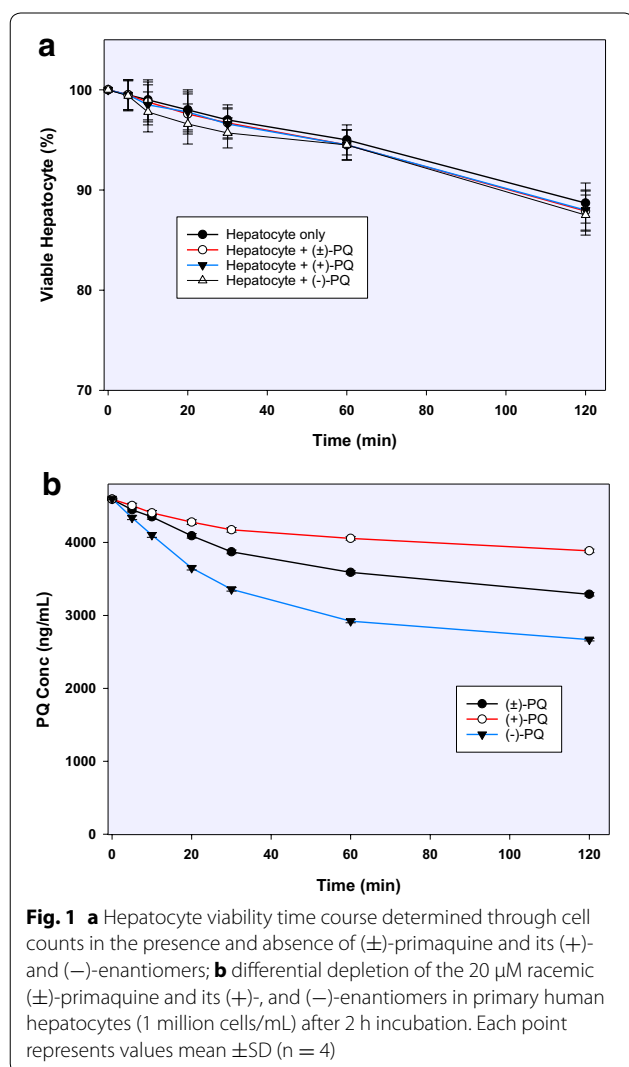 a
100
90
80
70
Viable Hepatocyte (%)
Hepatocyte only
Hepatocyte + (±)-PQ
Hepatocyte + (+)-PQ
Hepatocyte + (-)-PQ
0 20 40 60 80 100 120
Time (min)
b
4000
3000
2000
1000
0
PQ Conc (ng/mL)
(±)-PQ
(+)-PQ
(-)-PQ
0 20 40 60 80 100 120
Time (min)
Fig. 1 a Hepatocyte viability time course determined through cell
counts in the presence and absence of (±)-primaquine and its (+)-
and (−)-enantiomers; b differential depletion of the 20 µM racemic
(±)-primaquine and its (+)-, and (−)-enantiomers in primary human
hepatocytes (1 million cells/mL) after 2 h incubation. Each point
represents values mean ±SD (n = 4)